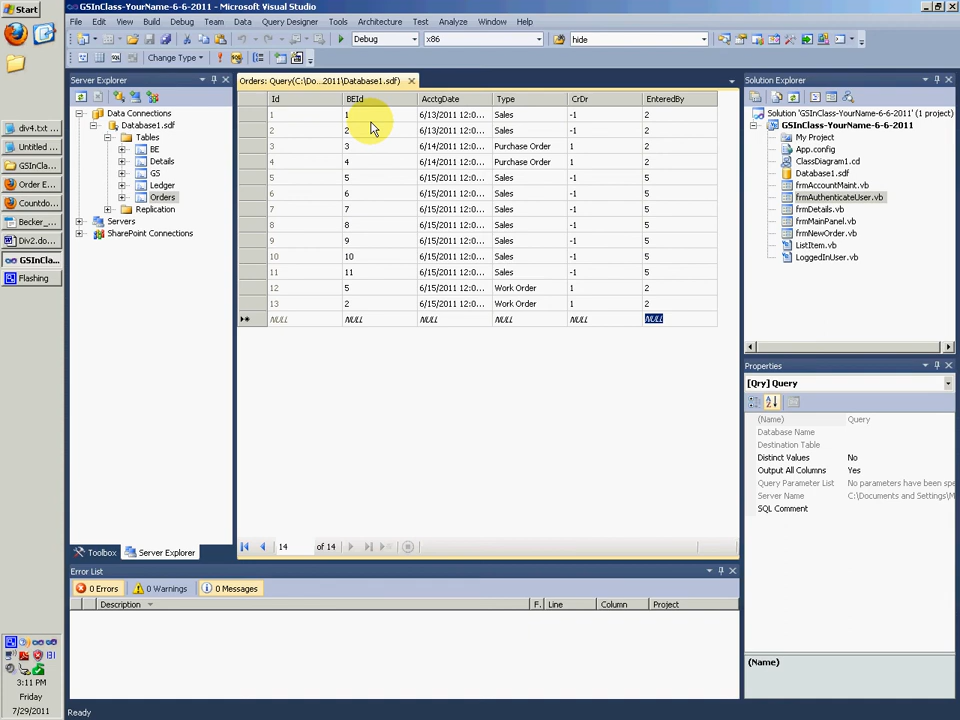 Start
GSInClass-YourName-6-6-2011 - Microsoft Visual Studio
File Edit View Build Debug Team Data Query Designer Tools Architecture Test Analyze Window Help
Debug x86 hide
Change Type
Server Explorer
Data Connections
Database1.sdf
Tables
BE
Details
GS
Ledger
Orders
Replication
Servers
SharePoint Connections
Toolbox Server Explorer
Orders: Query(C:\Do...2011\Database1.sdf)
Id BEId AcctgDate Type CrDr EnteredBy
1 1 6/13/2011 12:0... Sales -1 2
2 2 6/13/2011 12:0... Sales -1 2
3 3 6/14/2011 12:0... Purchase Order 1 2
4 4 6/14/2011 12:0... Purchase Order 1 2
5 5 6/15/2011 12:0... Sales -1 5
6 6 6/15/2011 12:0... Sales -1 5
7 7 6/15/2011 12:0... Sales -1 5
8 8 6/15/2011 12:0... Sales -1 5
9 9 6/15/2011 12:0... Sales -1 5
10 10 6/15/2011 12:0... Sales -1 5
11 11 6/15/2011 12:0... Sales -1 5
12 5 6/15/2011 12:0... Work Order 1 2
13 2 6/15/2011 12:0... Work Order 1 2
NULL NULL NULL NULL NULL NULL
14 of 14
Solution Explorer
Solution 'GSInClass-YourName-6-6-2011' (1 project)
GSInClass-YourName-6-6-2011
My Project
App.config
ClassDiagram1.cd
Database1.sdf
frmAccountMaint.vb
frmAuthenticateUser.vb
frmDetails.vb
frmMainPanel.vb
frmNewOrder.vb
ListItem.vb
LoggedInUser.vb
Properties
[Qry] Query
(Name) Query
Database Name
Destination Table
Distinct Values No
Output All Columns Yes
Query Parameter List No parameters have been spe
Server Name C:\Documents and Settings\M
SQL Comment
(Name)
Error List
0 Errors 0 Warnings 0 Messages
Description F. Line Column Project
Ready
div4.txt ...
Untitled ...
GSInCla...
Order E...
Countdo...
Becker_...
Div2.do...
GSInCla...
Flashing
3:11 PM
Friday
7/29/2011